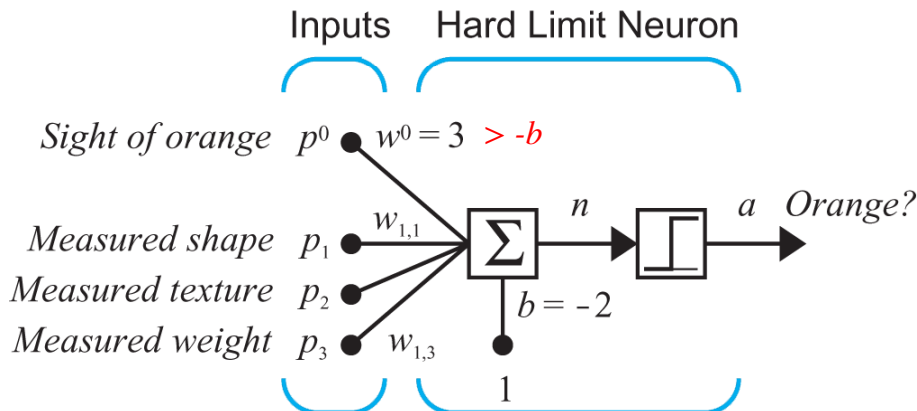 Inputs Hard Limit Neuron
Sight of orange p⁰ w⁰ = 3 > -b
n a Orange?
Measured shape p₁ w₁,₁
Σ
Measured texture p₂
b = -2
Measured weight p₃ w₁,₃
1